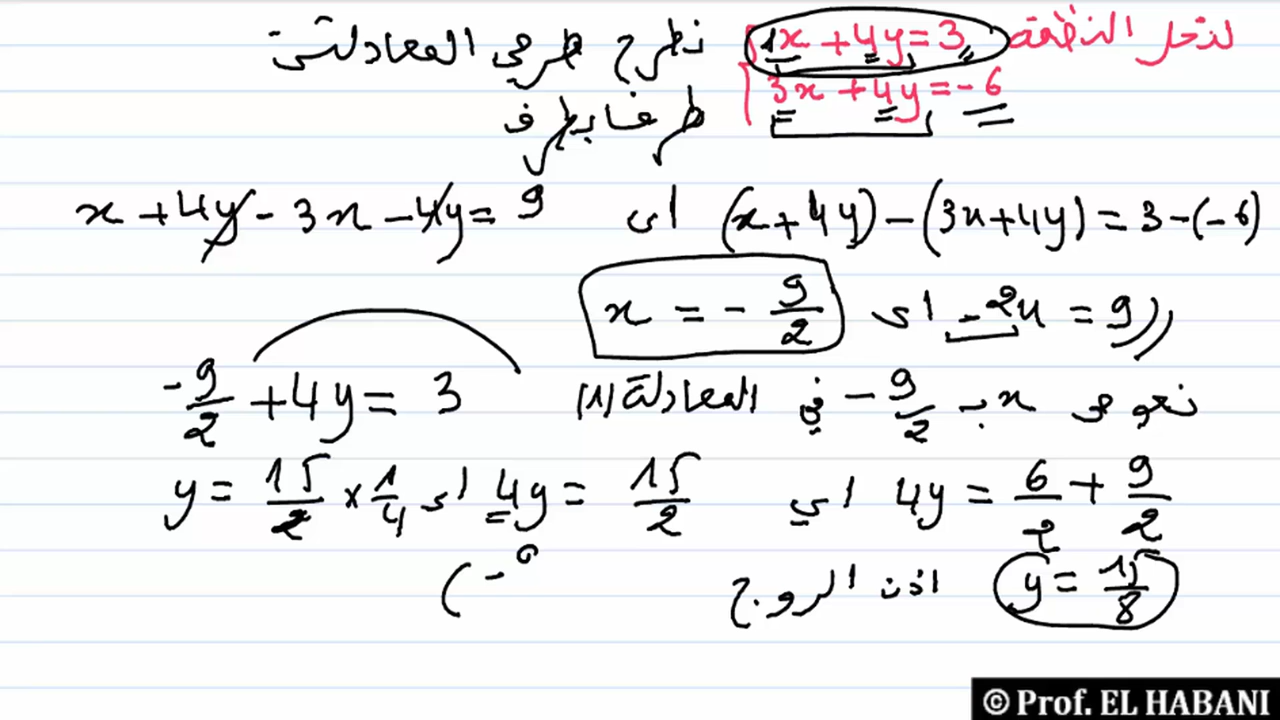 لنحل النظمة x + 4y = 3 نطرح طرفي المعادلتين
3x + 4y = -6 طرفا بطرف
(x + 4y) - (3x + 4y) = 3 - (-6) اي x + 4y - 3x - 4y = 9
-2x = 9 اي x = - 9/2
نعوض x ب - 9/2 في المعادلة (1) -9/2 + 4y = 3
4y = 6/2 + 9/2 اي 4y = 15/2 اي y = 15/2 × 1/4
y = 15/8 اذن الزوج (-
© Prof. EL HABANI